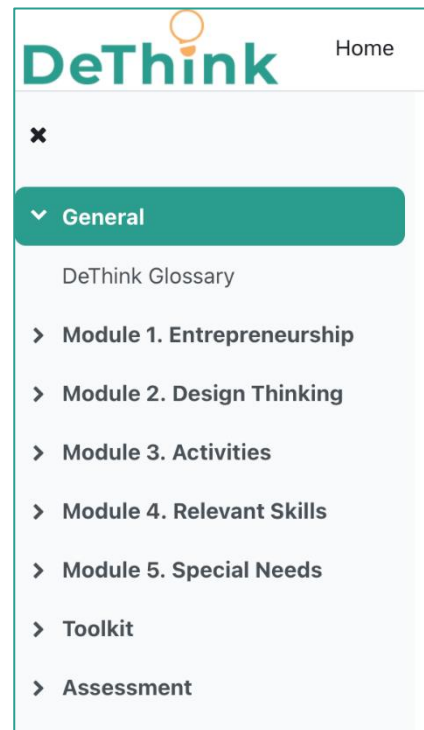 DeThink
Home
General
DeThink Glossary
Module 1. Entrepreneurship
Module 2. Design Thinking
Module 3. Activities
Module 4. Relevant Skills
Module 5. Special Needs
Toolkit
Assessment